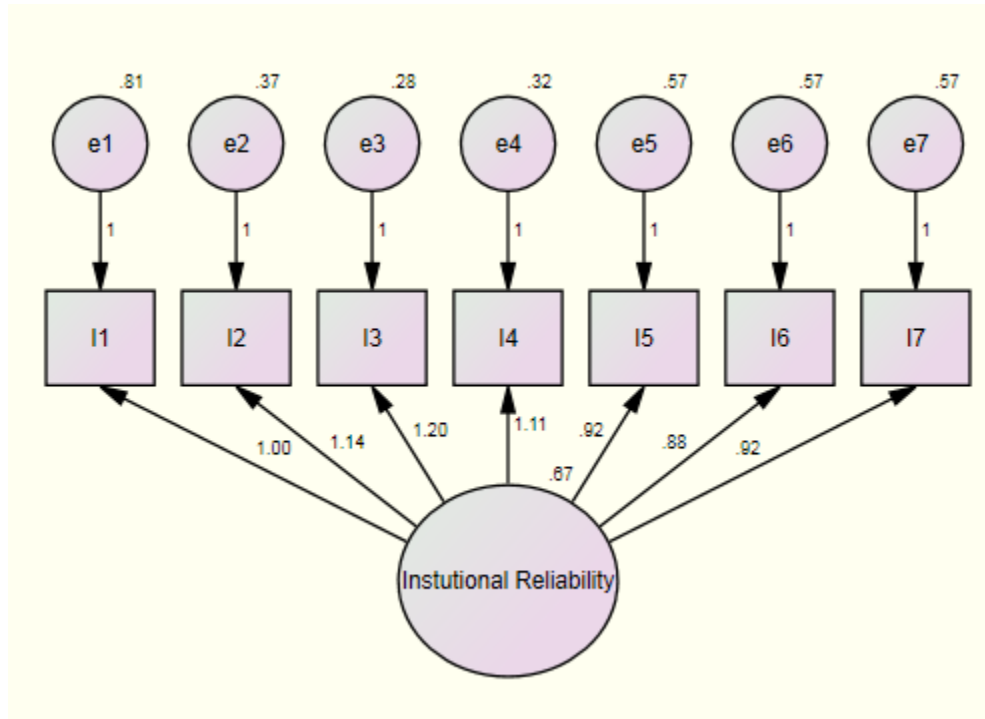 .81 .37 .28 .32 .57 .57 .57
e1 e2 e3 e4 e5 e6 e7
1 1 1 1 1 1 1
I1 I2 I3 I4 I5 I6 I7
1.00 1.14 1.20 1.11 .92 .88 .92
.67
Instutional Reliability